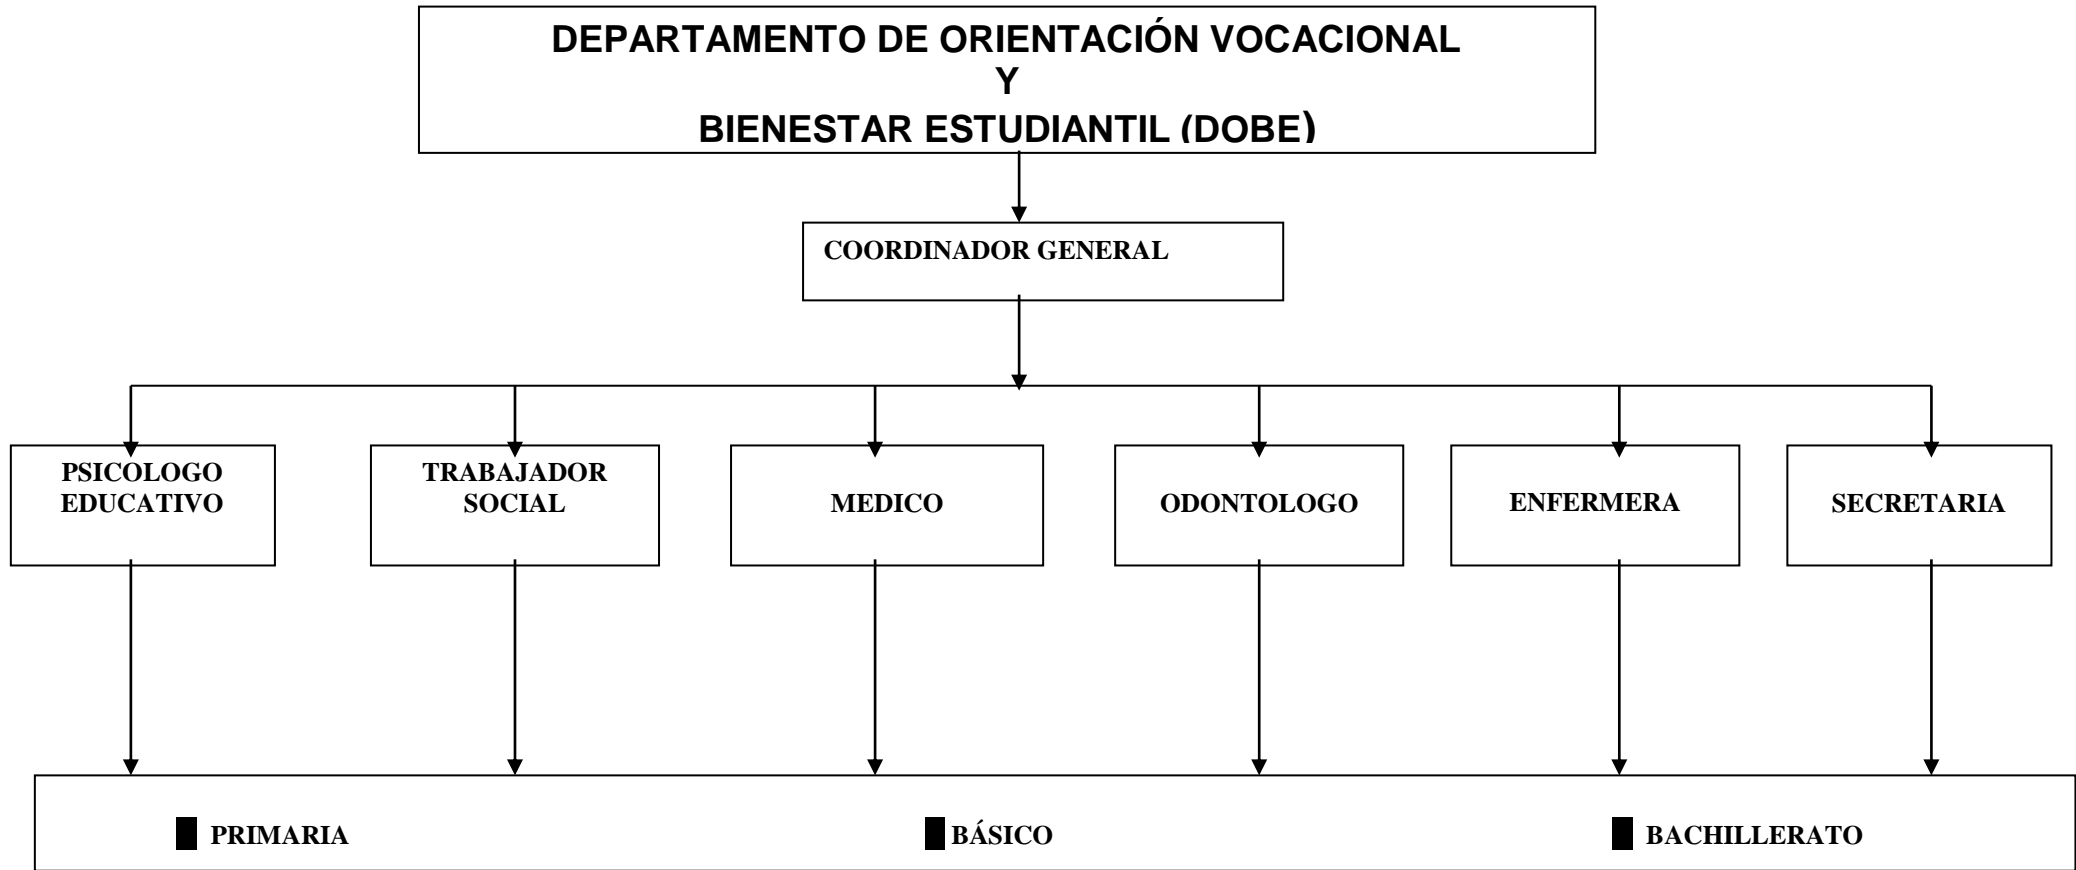 DEPARTAMENTO DE ORIENTACIÓN VOCACIONAL
Y
BIENESTAR ESTUDIANTIL (DOBE)
COORDINADOR GENERAL
PSICOLOGO
EDUCATIVO
TRABAJADOR
SOCIAL
MEDICO
ODONTOLOGO
ENFERMERA
SECRETARIA
PRIMARIA
BÁSICO
BACHILLERATO